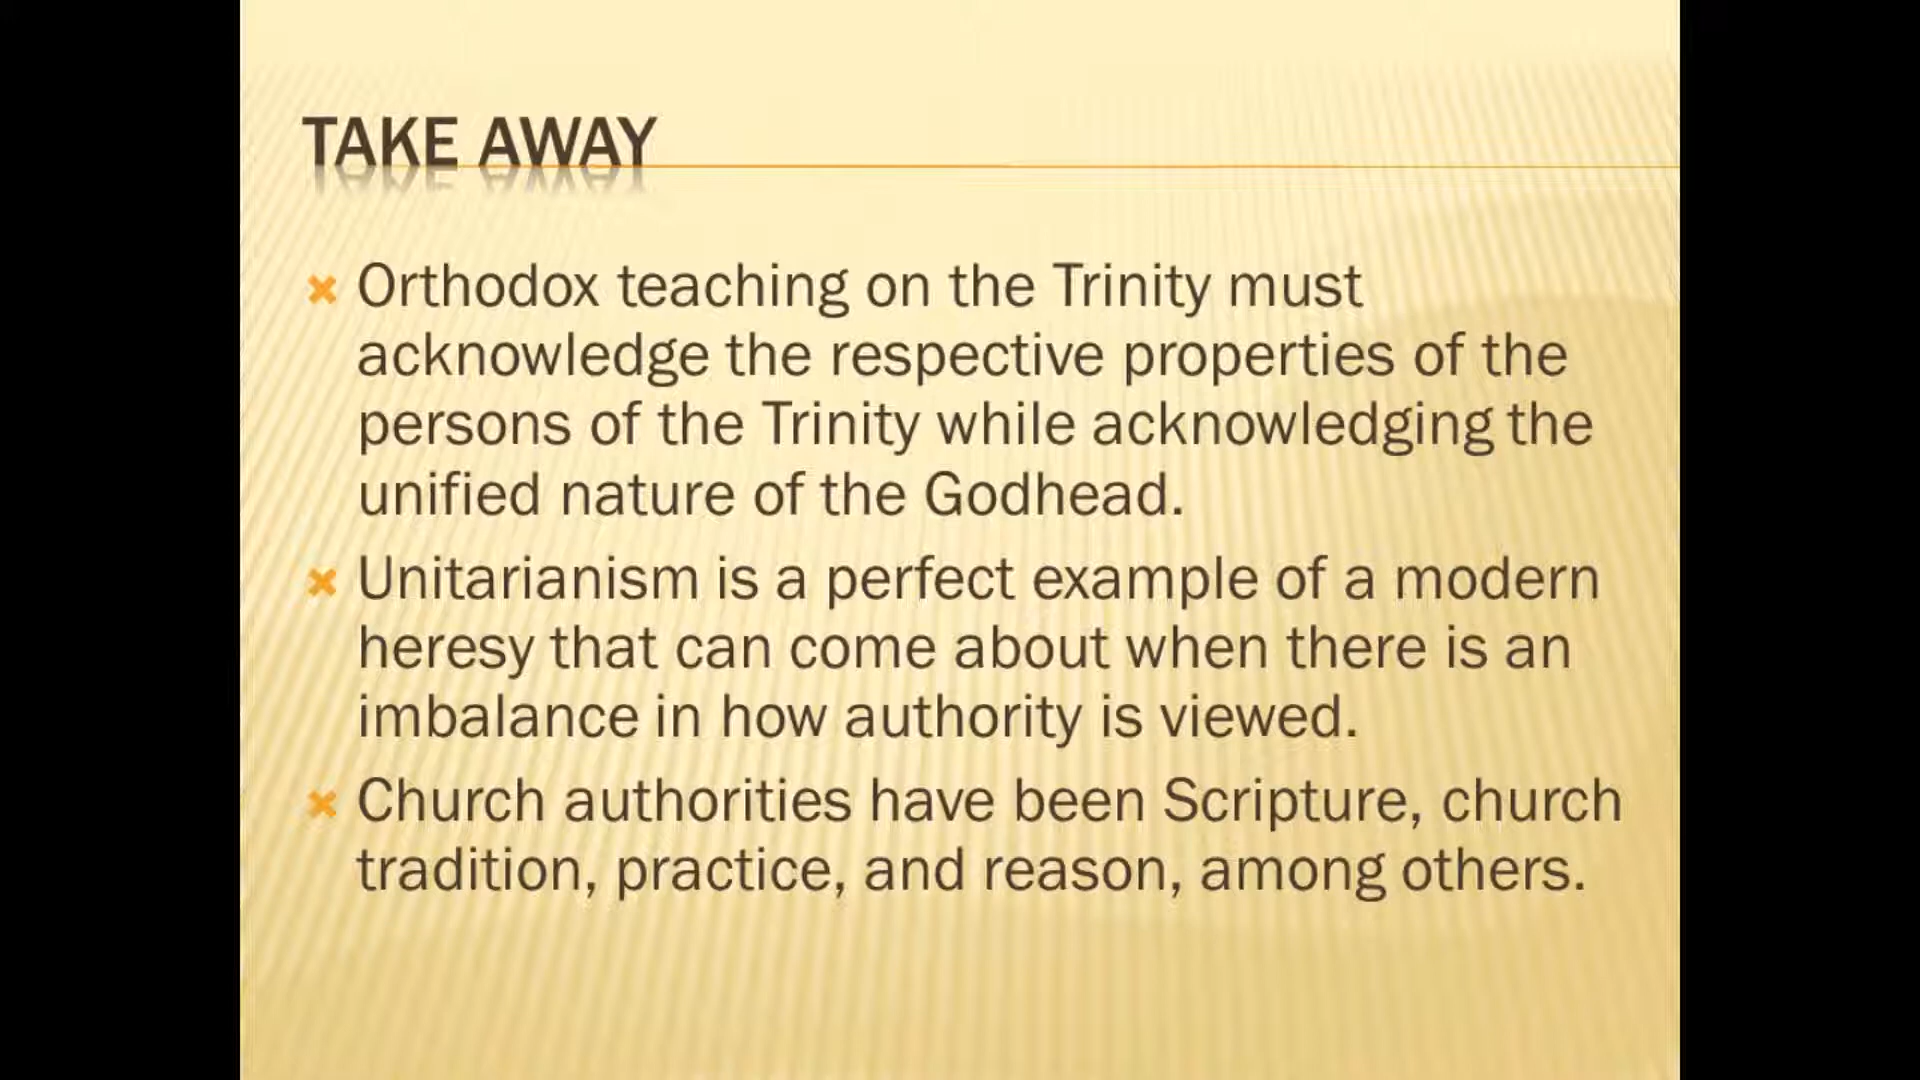 TAKE AWAY
Orthodox teaching on the Trinity must
acknowledge the respective properties of the
persons of the Trinity while acknowledging the
unified nature of the Godhead.
Unitarianism is a perfect example of a modern
heresy that can come about when there is an
imbalance in how authority is viewed.
Church authorities have been Scripture, church
tradition, practice, and reason, among others.